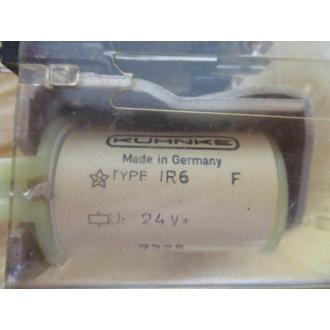 KUHNKE
Made in Germany
TYPE IR6 F
U: 24V=